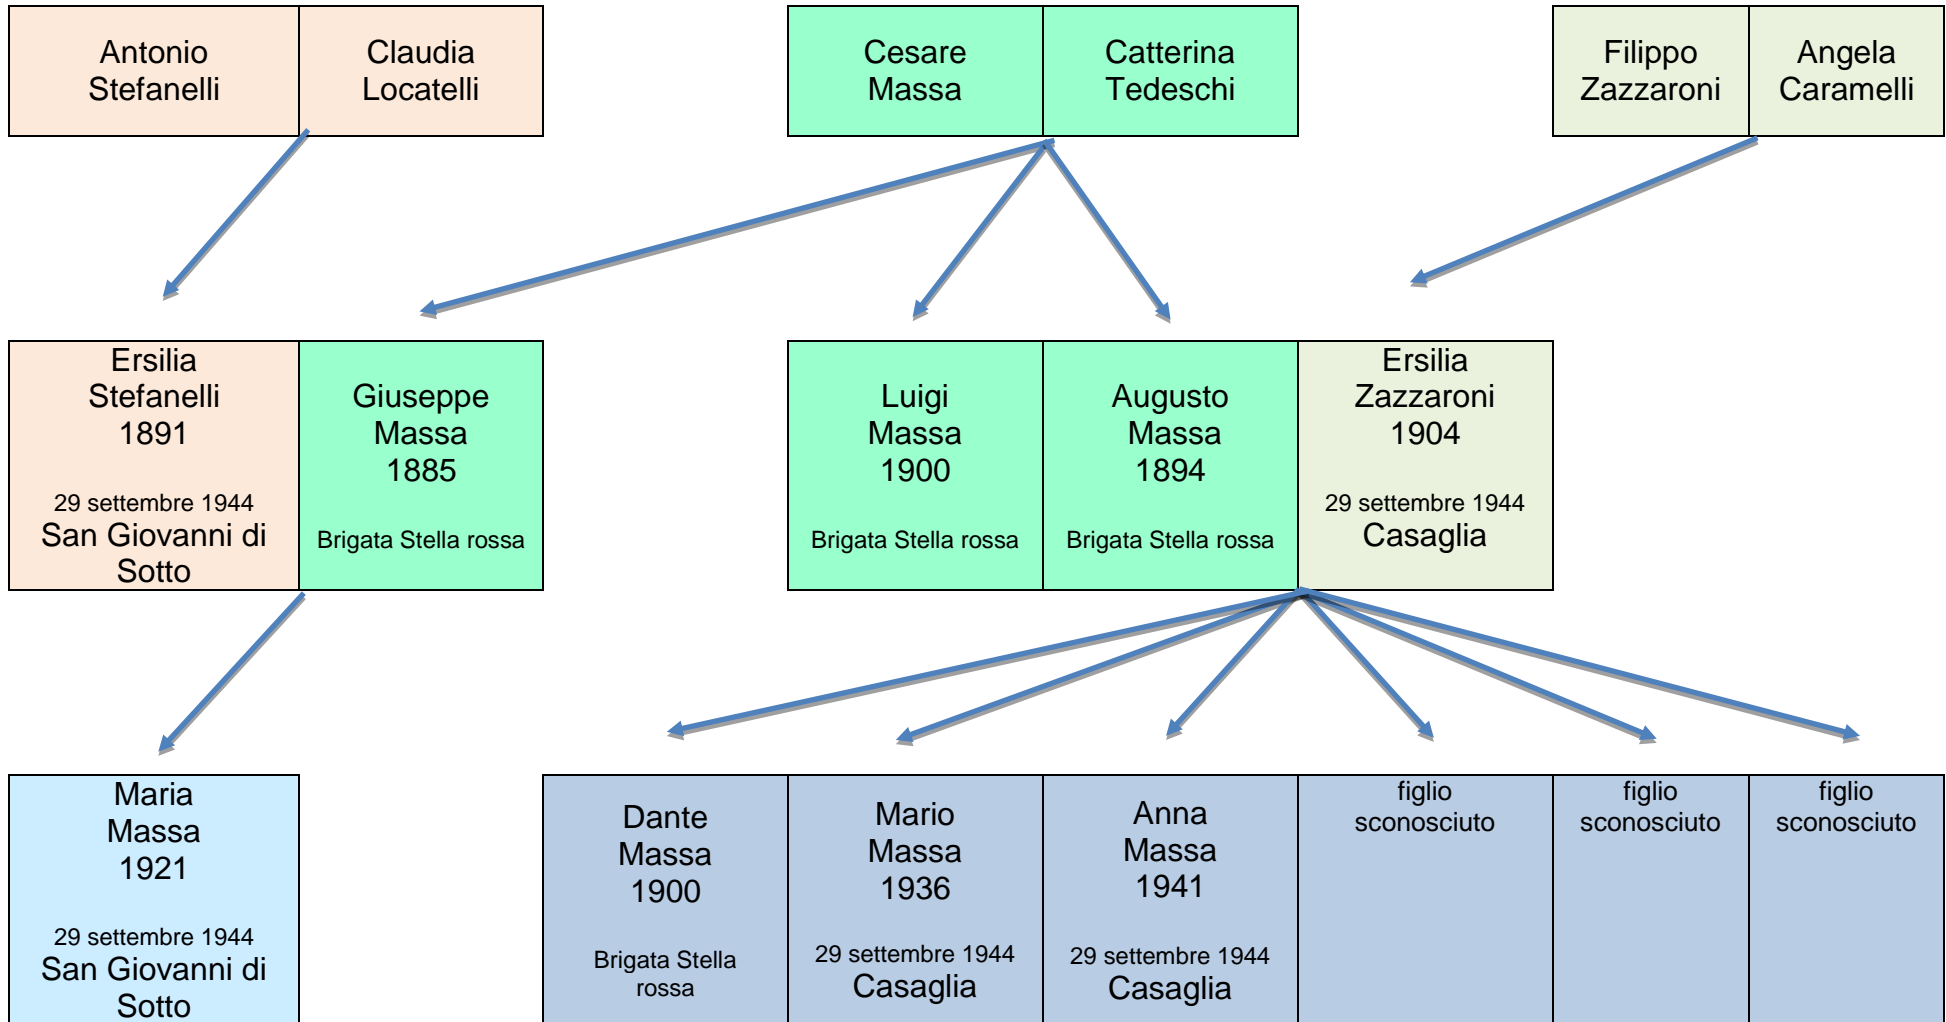 Antonio
Stefanelli
Claudia
Locatelli
Cesare
Massa
Catterina
Tedeschi
Filippo
Zazzaroni
Angela
Caramelli
Ersilia
Stefanelli
1891
29 settembre 1944
San Giovanni di
Sotto
Giuseppe
Massa
1885
Brigata Stella rossa
Luigi
Massa
1900
Brigata Stella rossa
Augusto
Massa
1894
Brigata Stella rossa
Ersilia
Zazzaroni
1904
29 settembre 1944
Casaglia
Maria
Massa
1921
29 settembre 1944
San Giovanni di
Sotto
Dante
Massa
1900
Brigata Stella
rossa
Mario
Massa
1936
29 settembre 1944
Casaglia
Anna
Massa
1941
29 settembre 1944
Casaglia
figlio
sconosciuto
figlio
sconosciuto
figlio
sconosciuto